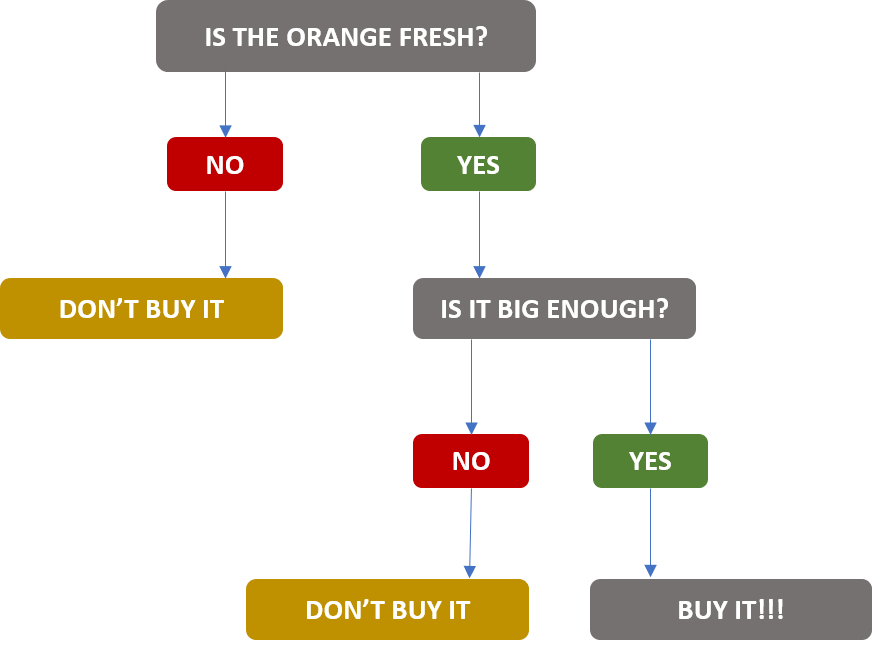 IS THE ORANGE FRESH?
NO
YES
DON’T BUY IT
IS IT BIG ENOUGH?
NO
YES
DON’T BUY IT
BUY IT!!!